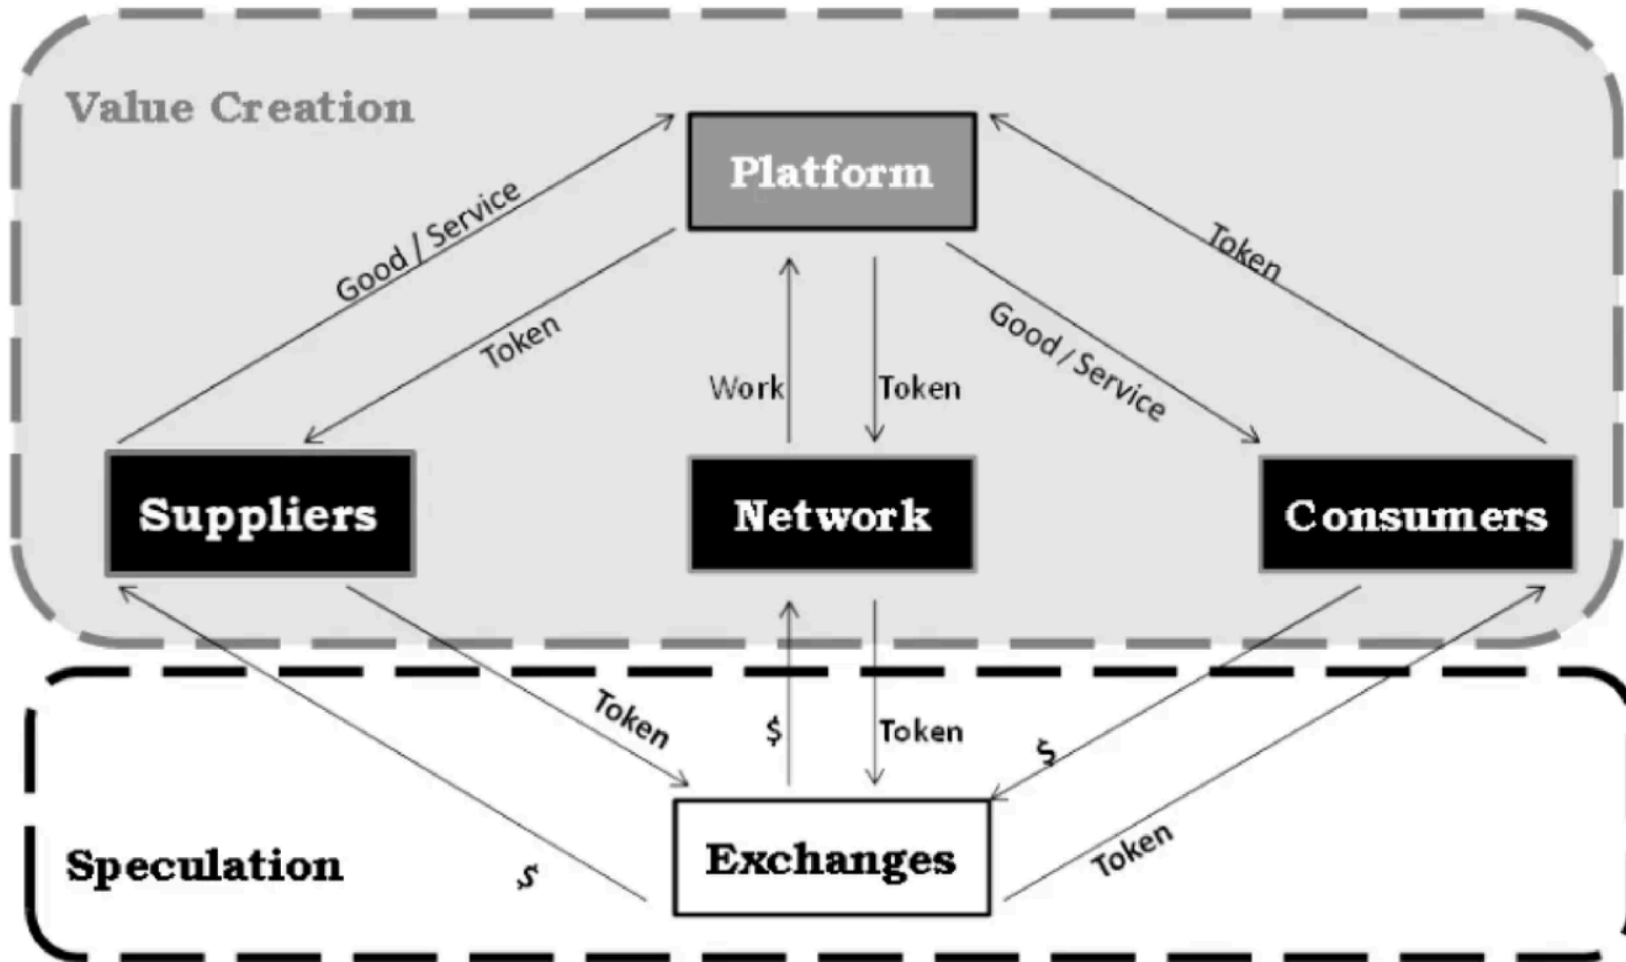 Value Creation
Platform
Good / Service
Token
Token
Good / Service
Work
Token
Suppliers
Network
Consumers
Token
$
Token
$
Token
Speculation
$
Exchanges